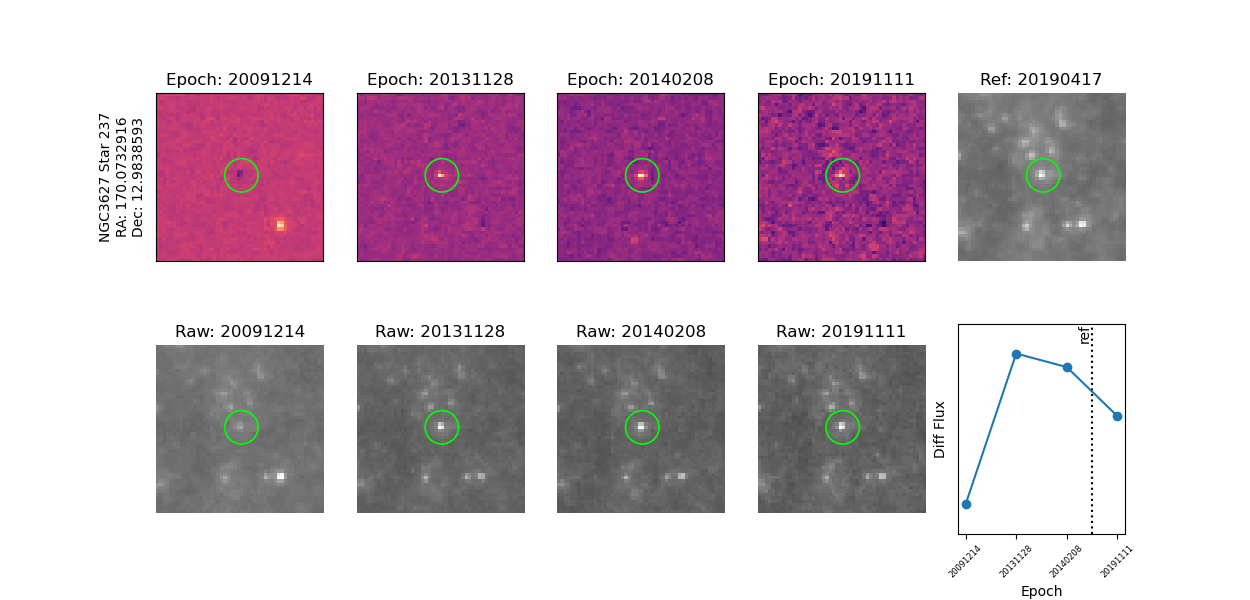 Epoch: 20091214
Epoch: 20131128
Epoch: 20140208
Epoch: 20191111
Ref: 20190417
NGC3627 Star 237
RA: 170.0732916
Dec: 12.9838593
Raw: 20091214
Raw: 20131128
Raw: 20140208
Raw: 20191111
ref
Diff Flux
20091214
20131128
20140208
20191111
Epoch